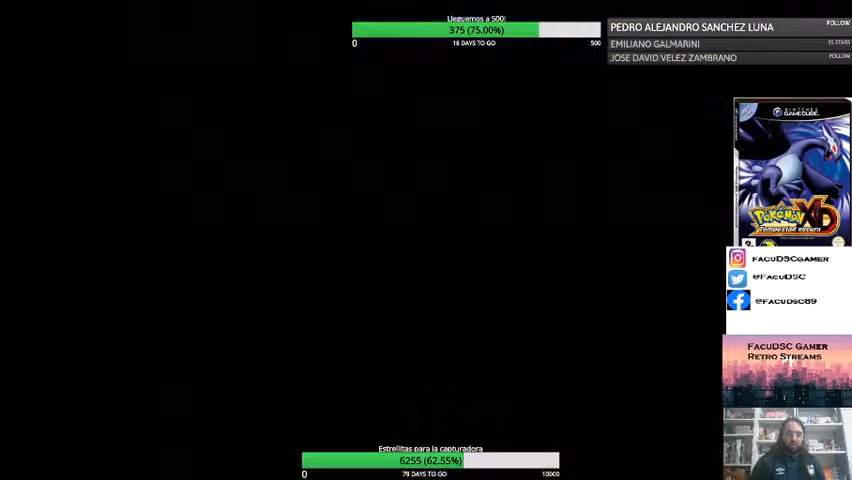 Lleguemos a 500!
375 (75.00%)
0
18 DAYS TO GO
500
PEDRO ALEJANDRO SANCHEZ LUNA
FOLLOW
EMILIANO GALMARINI
15 STARS
JOSE DAVID VELEZ ZAMBRANO
FOLLOW
NINTENDO
GAMECUBE
POKéMON XD
Tempestad oscura
FACUDSCGAMER
@FACUDSC
@FACUDSC89
FACUDSC GAMER
RETRO STREAMS
Estrellitas para la capturadora
6255 (62.55%)
0
79 DAYS TO GO
10000